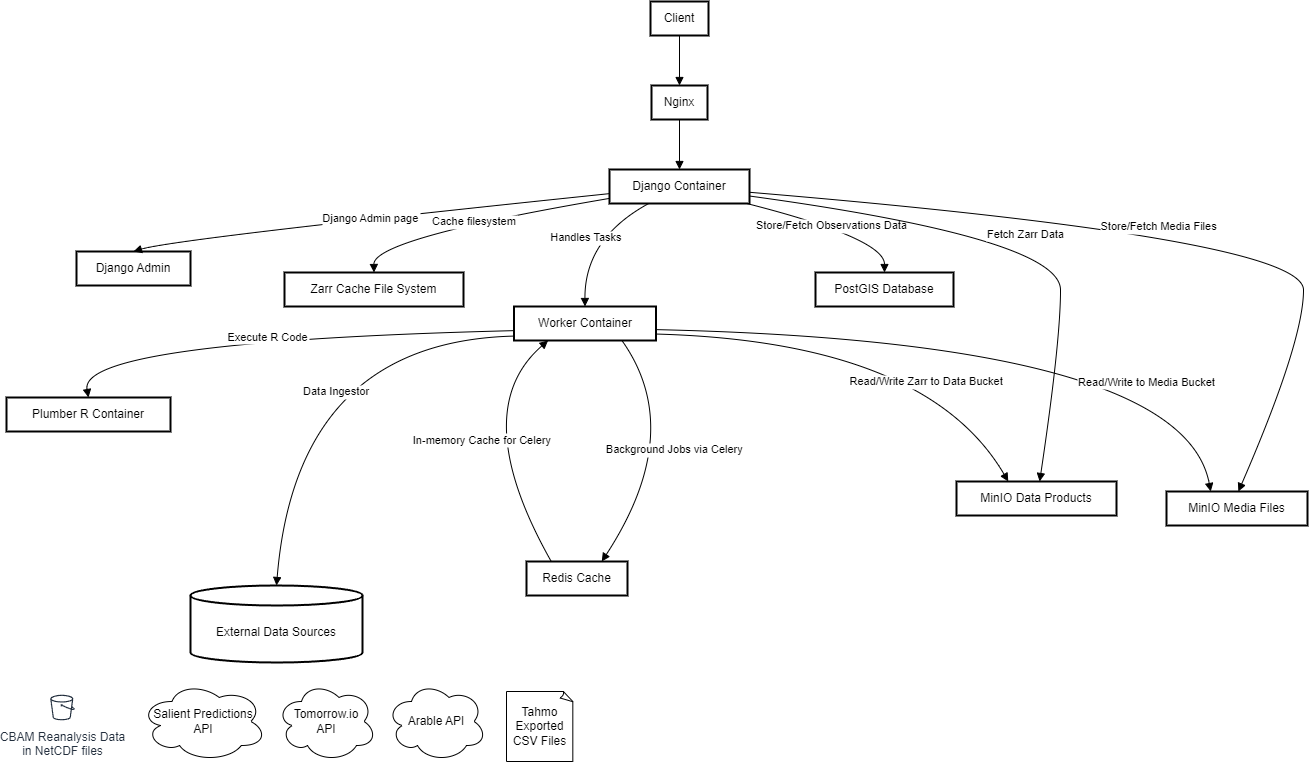 Client
Nginx
Django Container
Django Admin page
Cache filesystem
Handles Tasks
Store/Fetch Observations Data
Fetch Zarr Data
Store/Fetch Media Files
Django Admin
Zarr Cache File System
PostGIS Database
Worker Container
Execute R Code
Data Ingestor
Read/Write Zarr to Data Bucket
Read/Write to Media Bucket
Plumber R Container
In-memory Cache for Celery
Background Jobs via Celery
MinIO Data Products
MinIO Media Files
Redis Cache
External Data Sources
CBAM Reanalysis Data
in NetCDF files
Salient Predictions
API
Tomorrow.io
API
Arable API
Tahmo
Exported
CSV Files